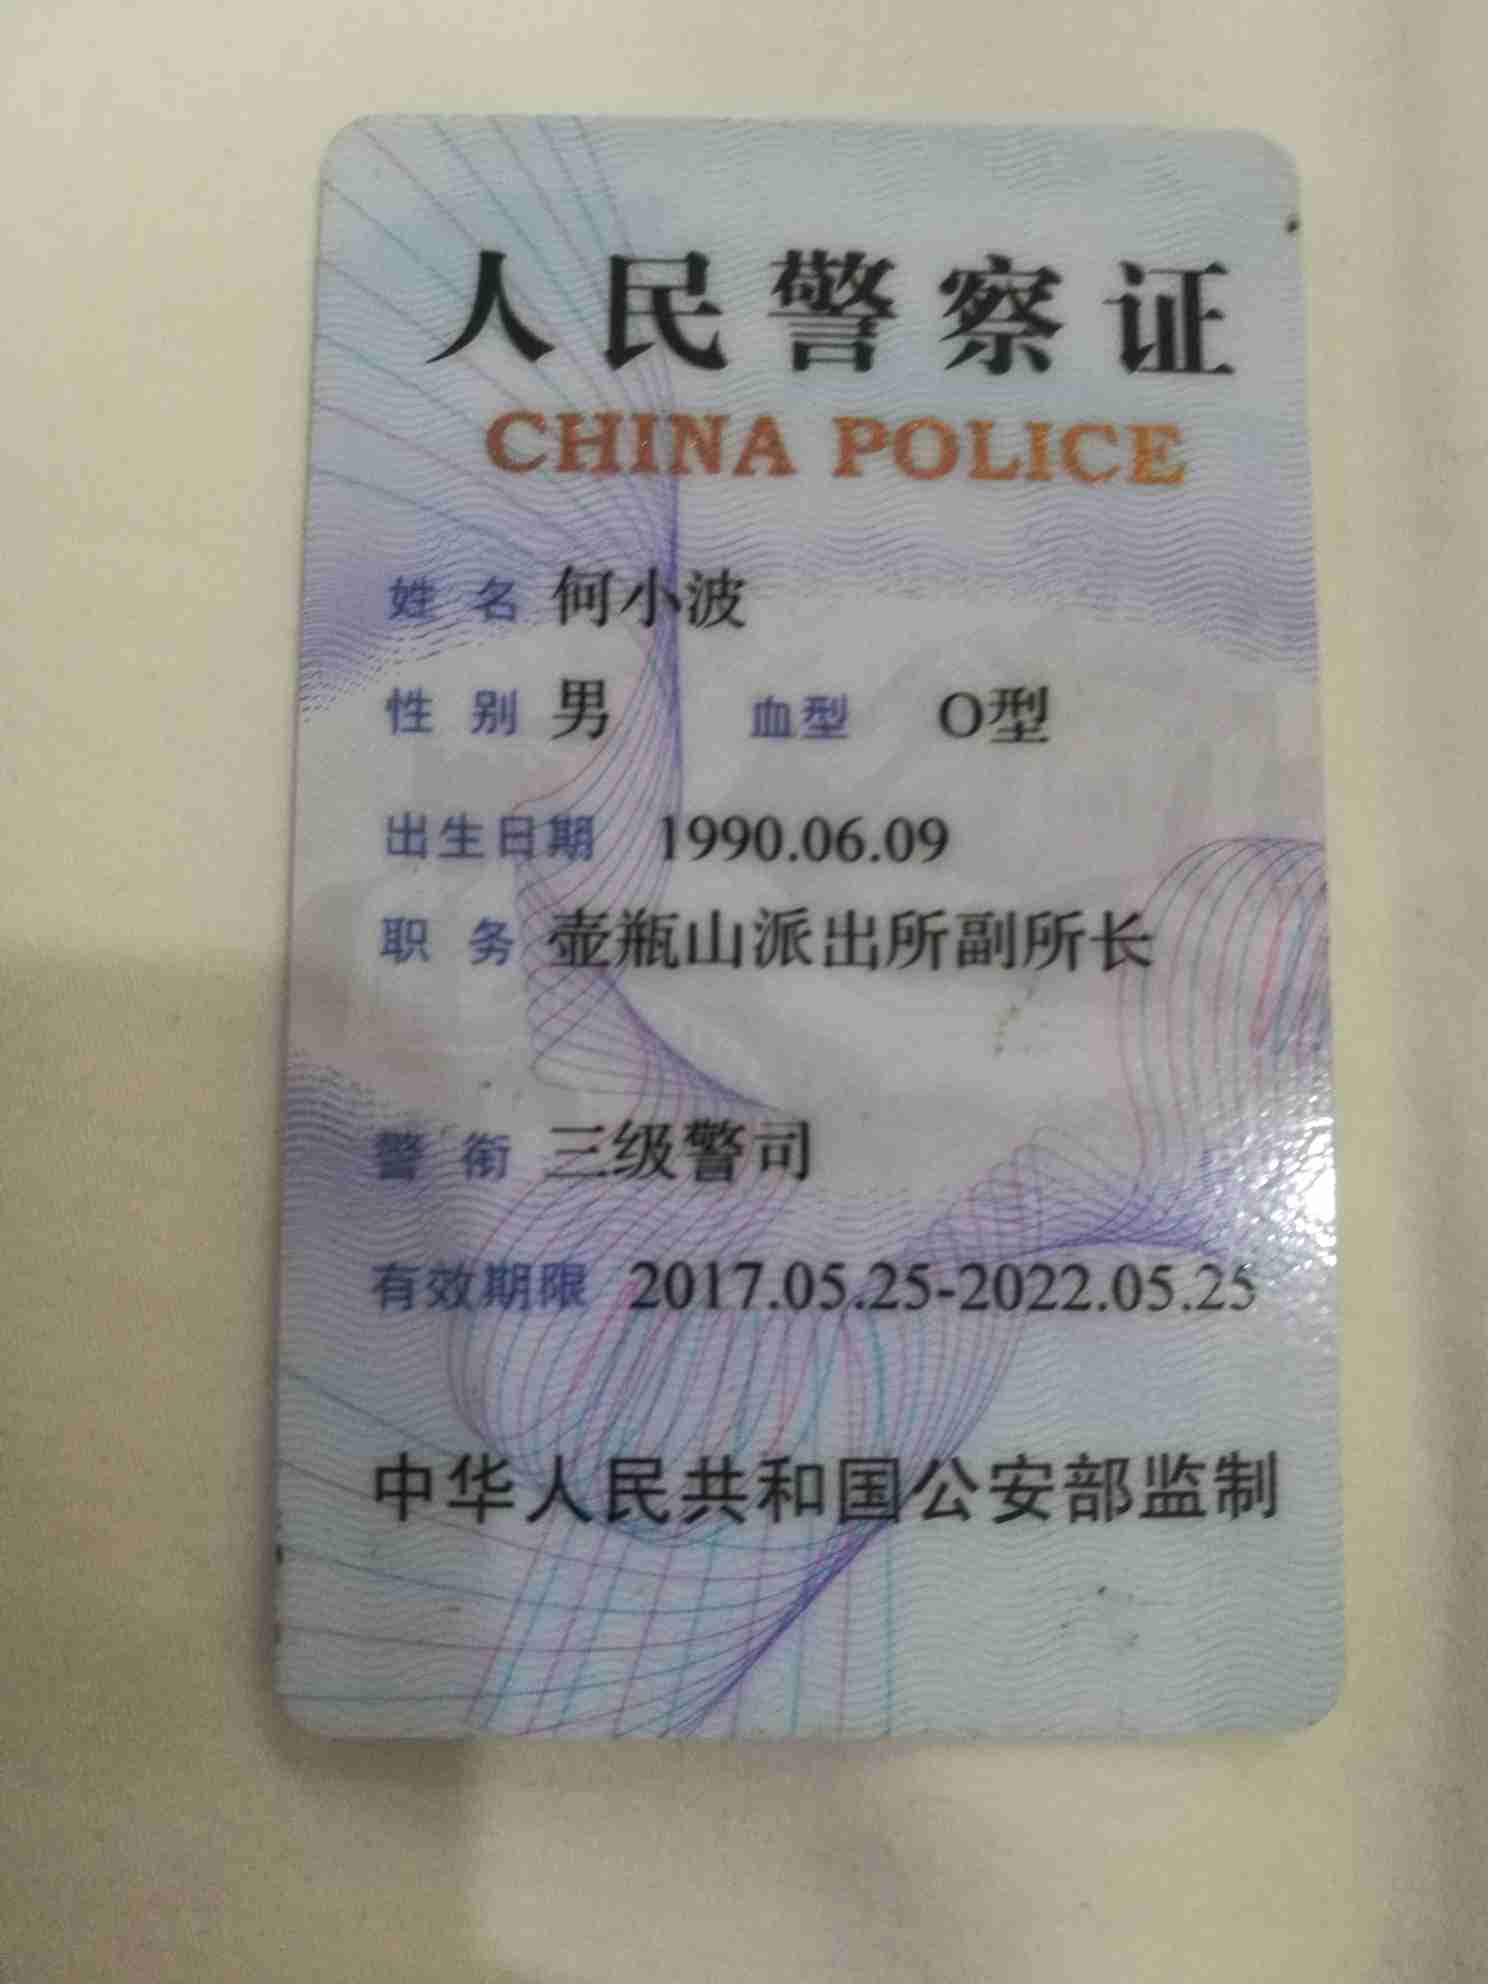 人民警察证
CHINA POLICE
姓 名 何小波
性 别 男 血型 O型
出生日期 1990.06.09
职 务 壶瓶山派出所副所长
警 衔 三级警司
有效期限 2017.05.25-2022.05.25
中华人民共和国公安部监制